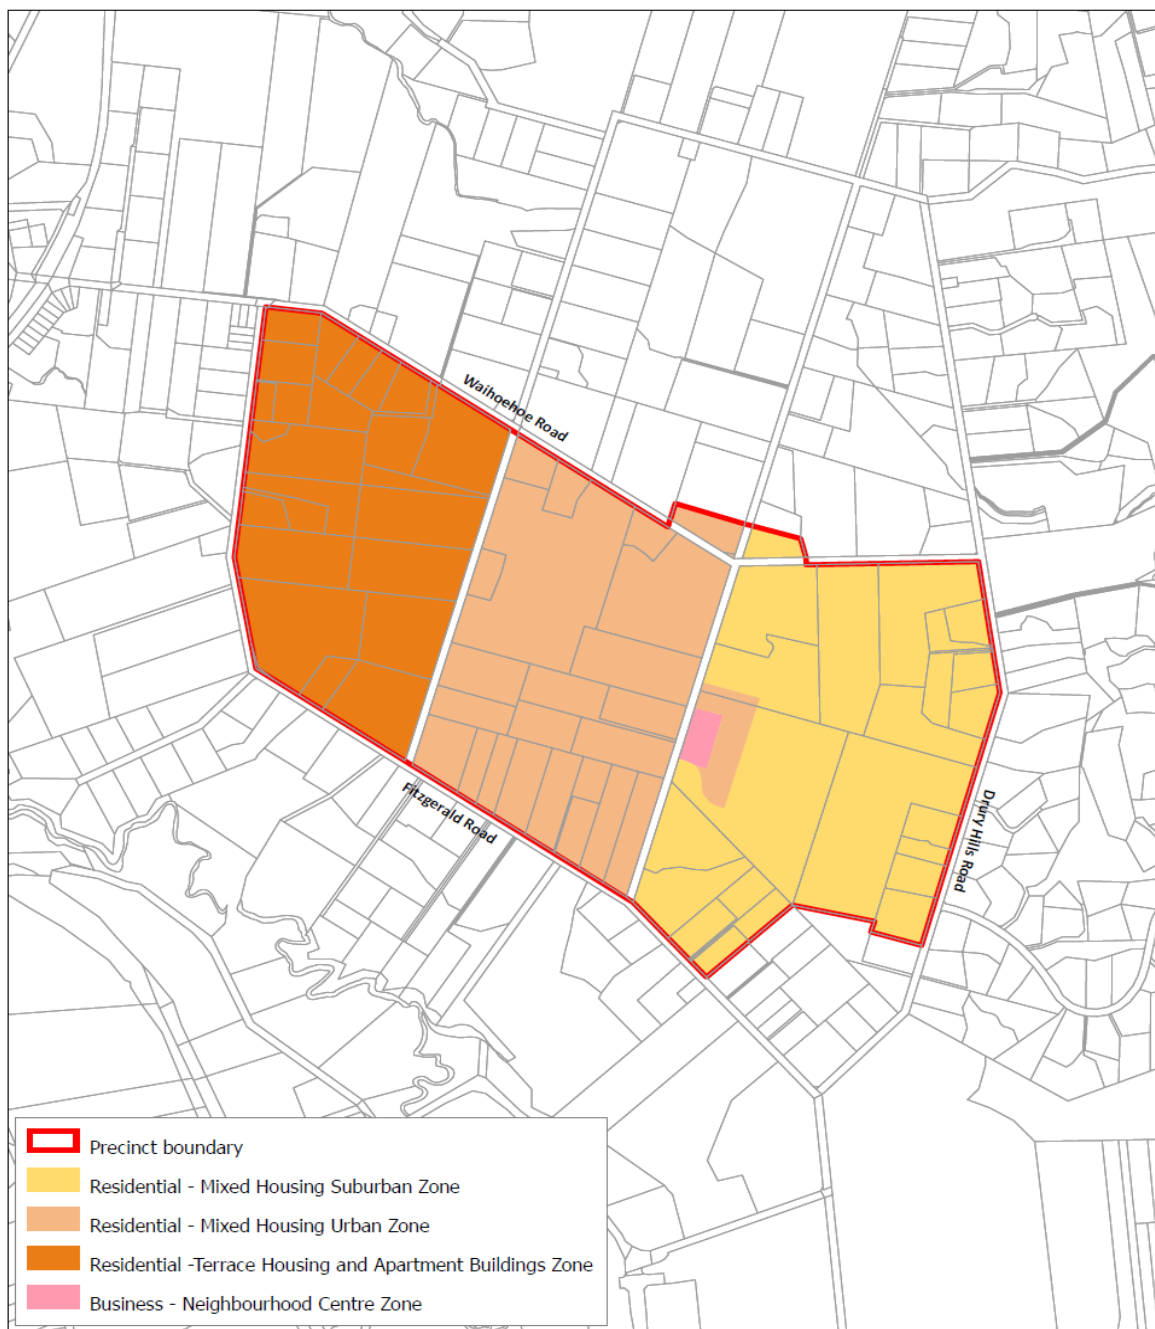 Waihoehoe Road
Fitzgerald Road
Drury Hills Road
Precinct boundary
Residential - Mixed Housing Suburban Zone
Residential - Mixed Housing Urban Zone
Residential -Terrace Housing and Apartment Buildings Zone
Business - Neighbourhood Centre Zone